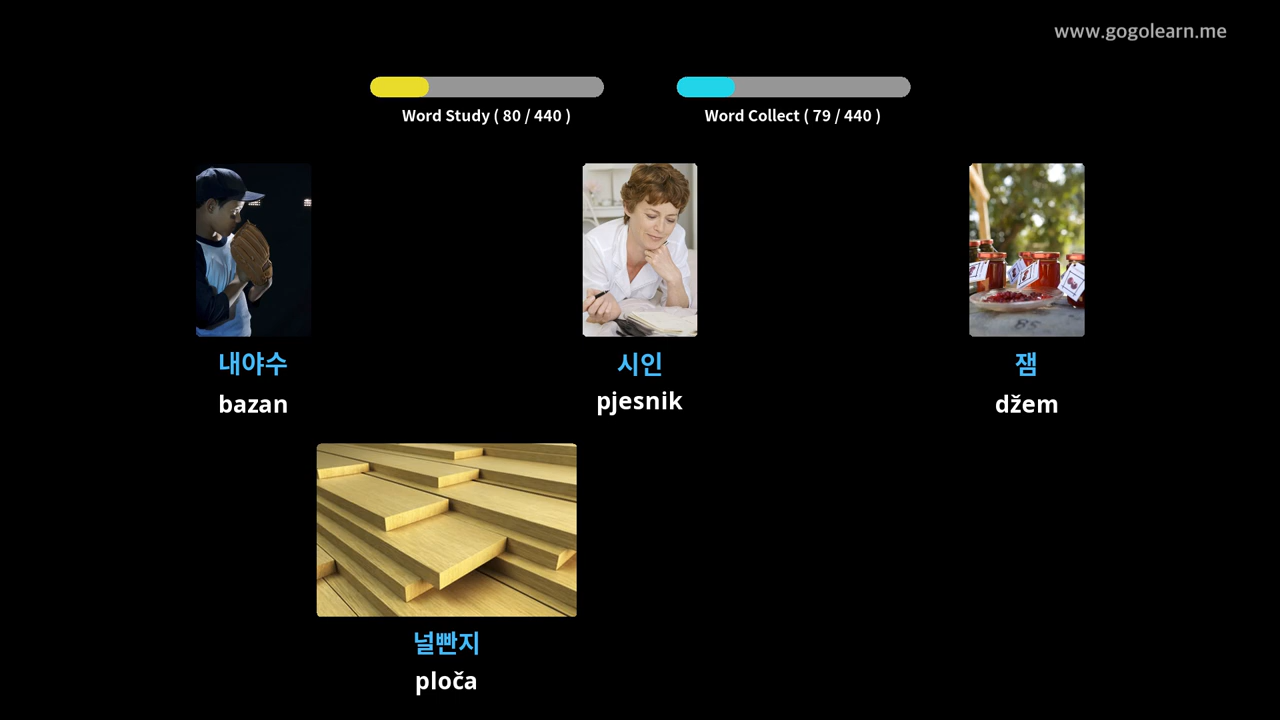 www.gogolearn.me
Word Study ( 80 / 440 )
Word Collect ( 79 / 440 )
내야수
bazan
시인
pjesnik
잼
džem
널빤지
ploča